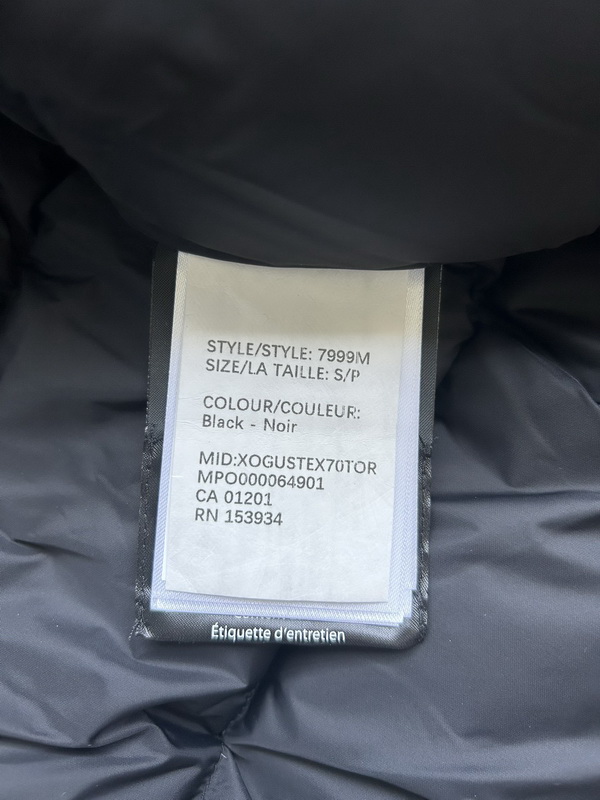 STYLE/STYLE: 7999M
SIZE/LA TAILLE: S/P
COLOUR/COULEUR:
Black - Noir
MID:XOGUSTEX70TOR
MPO000064901
CA 01201
RN 153934
Étiquette d'entretien